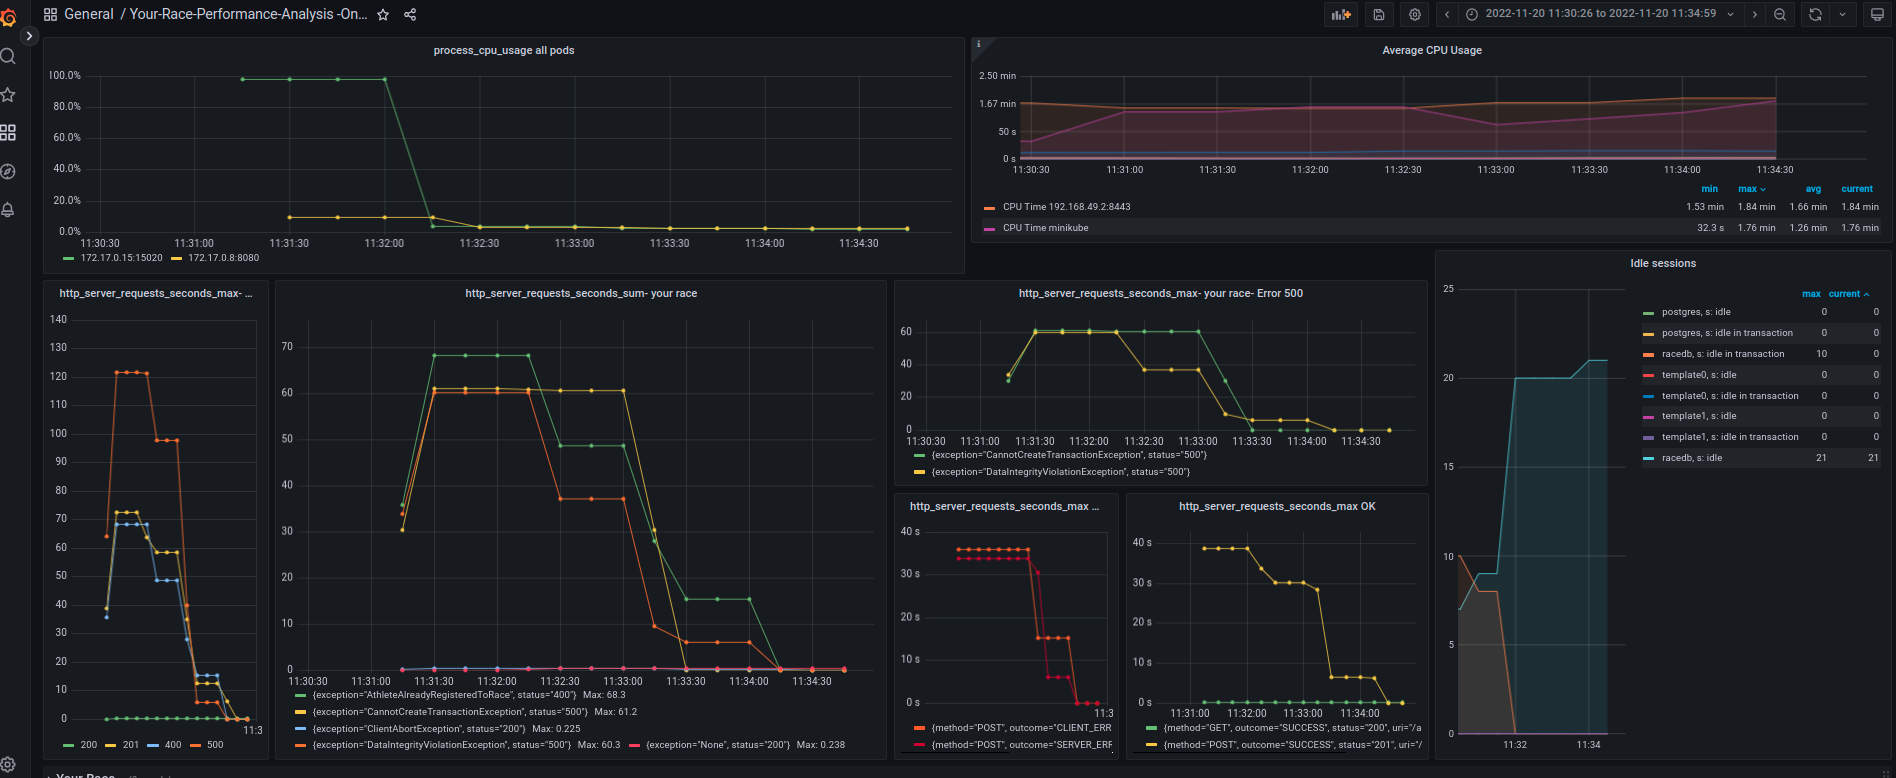 General / Your-Race-Performance-Analysis -On...
2022-11-20 11:30:26 to 2022-11-20 11:34:59
process_cpu_usage all pods
100.0%
80.0%
60.0%
40.0%
20.0%
0.0%
11:30:30 11:31:00 11:31:30 11:32:00 11:32:30 11:33:00 11:33:30 11:34:00 11:34:30
172.17.0.15:15020 172.17.0.8:8080
i
Average CPU Usage
2.50 min
1.67 min
50 s
0 s
11:30:30 11:31:00 11:31:30 11:32:00 11:32:30 11:33:00 11:33:30 11:34:00 11:34:30
min max avg current
CPU Time 192.168.49.2:8443 1.53 min 1.84 min 1.66 min 1.84 min
CPU Time minikube 32.3 s 1.76 min 1.26 min 1.76 min
http_server_requests_seconds_max- ...
140
130
120
110
100
90
80
70
60
50
40
30
20
10
0
11:3
200 201 400 500
http_server_requests_seconds_sum- your race
70
60
50
40
30
20
10
0
11:30:30 11:31:00 11:31:30 11:32:00 11:32:30 11:33:00 11:33:30 11:34:00 11:34:30
{exception="AthleteAlreadyRegisteredToRace", status="400"} Max: 68.3
{exception="CannotCreateTransactionException", status="500"} Max: 61.2
{exception="ClientAbortException", status="200"} Max: 0.225
{exception="DataIntegrityViolationException", status="500"} Max: 60.3 {exception="None", status="200"} Max: 0.238
http_server_requests_seconds_max- your race- Error 500
60
40
20
0
11:30:30 11:31:00 11:31:30 11:32:00 11:32:30 11:33:00 11:33:30 11:34:00 11:34:30
{exception="CannotCreateTransactionException", status="500"}
{exception="DataIntegrityViolationException", status="500"}
http_server_requests_seconds_max ...
40 s
30 s
20 s
10 s
0 s
11:3
{method="POST", outcome="CLIENT_ERR
{method="POST", outcome="SERVER_ERF
http_server_requests_seconds_max OK
40 s
30 s
20 s
10 s
0 s
11:31:00 11:32:00 11:33:00 11:34:00
{method="GET", outcome="SUCCESS", status="200", uri="/a
{method="POST", outcome="SUCCESS", status="201", uri="/
Idle sessions
25
20
15
10
5
0
11:32 11:34
max current
postgres, s: idle 0 0
postgres, s: idle in transaction 0 0
racedb, s: idle in transaction 10 0
template0, s: idle 0 0
template0, s: idle in transaction 0 0
template1, s: idle 0 0
template1, s: idle in transaction 0 0
racedb, s: idle 21 21
Your Race